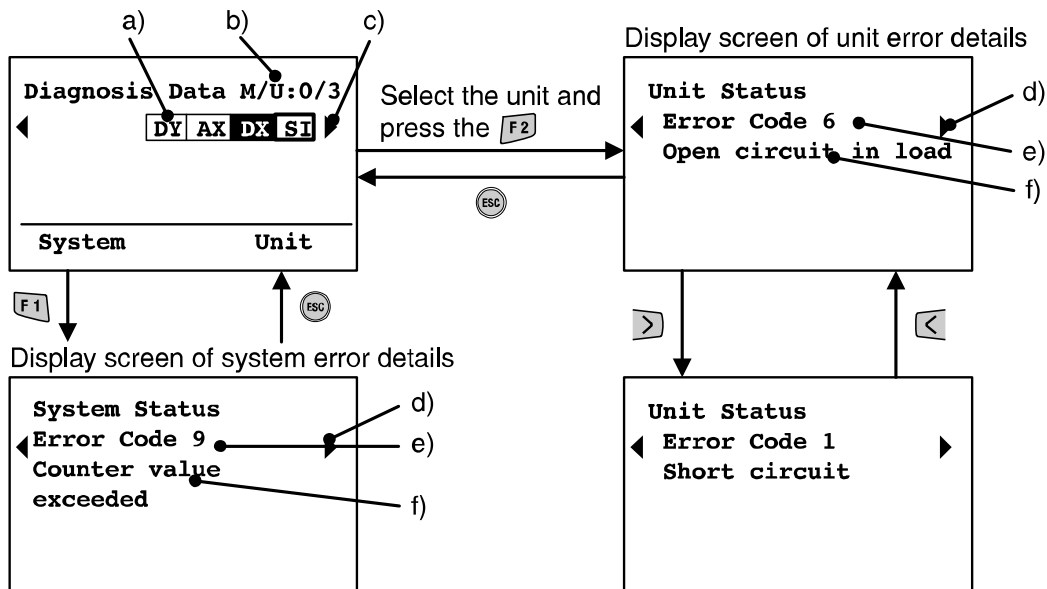 a)
b)
c)
Diagnosis Data M/U:0/3
DY AX DX SI
System Unit
Select the unit and
press the F2
ESC
Display screen of unit error details
Unit Status
Error Code 6
Open circuit in load
d)
e)
f)
F1
ESC
Display screen of system error details
System Status
Error Code 9
Counter value
exceeded
d)
e)
f)
>
<
Unit Status
Error Code 1
Short circuit